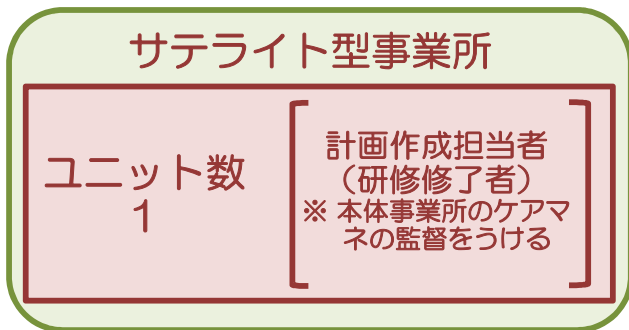 サテライト型事業所
ユニット数
1
計画作成担当者
（研修修了者）
※ 本体事業所のケアマ
ネの監督をうける